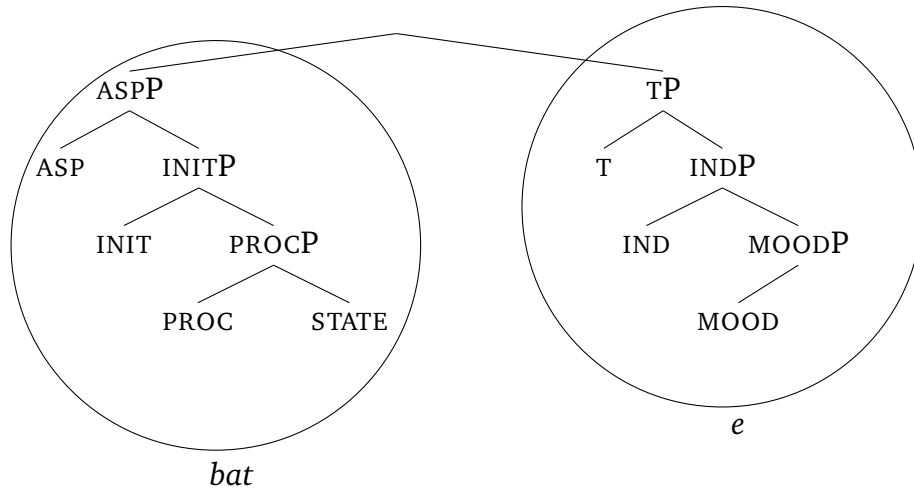 ASPP TP
ASP INITP T INDP
INIT PROCP IND MOODP
PROC STATE MOOD
e
bat